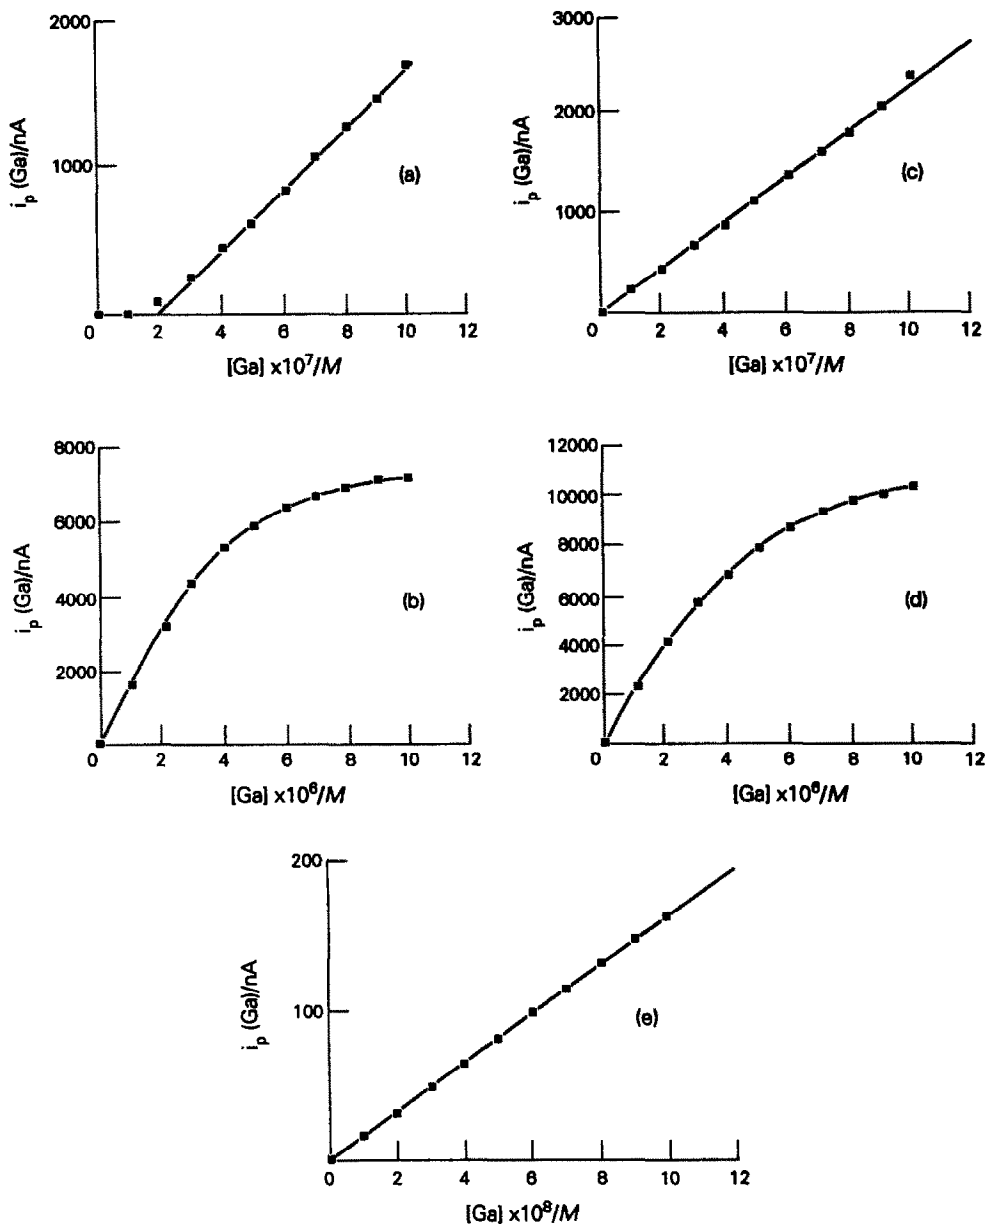 2000
1000
i_p (Ga)/nA
(a)
0 2 4 6 8 10 12
[Ga] x10^7/M
3000
2000
1000
i_p (Ga)/nA
(c)
0 2 4 6 8 10 12
[Ga] x10^7/M
8000
6000
4000
2000
i_p (Ga)/nA
(b)
0 2 4 6 8 10 12
[Ga] x10^6/M
12000
10000
8000
6000
4000
2000
i_p (Ga)/nA
(d)
0 2 4 6 8 10 12
[Ga] x10^6/M
200
100
i_p (Ga)/nA
(e)
0 2 4 6 8 10 12
[Ga] x10^8/M